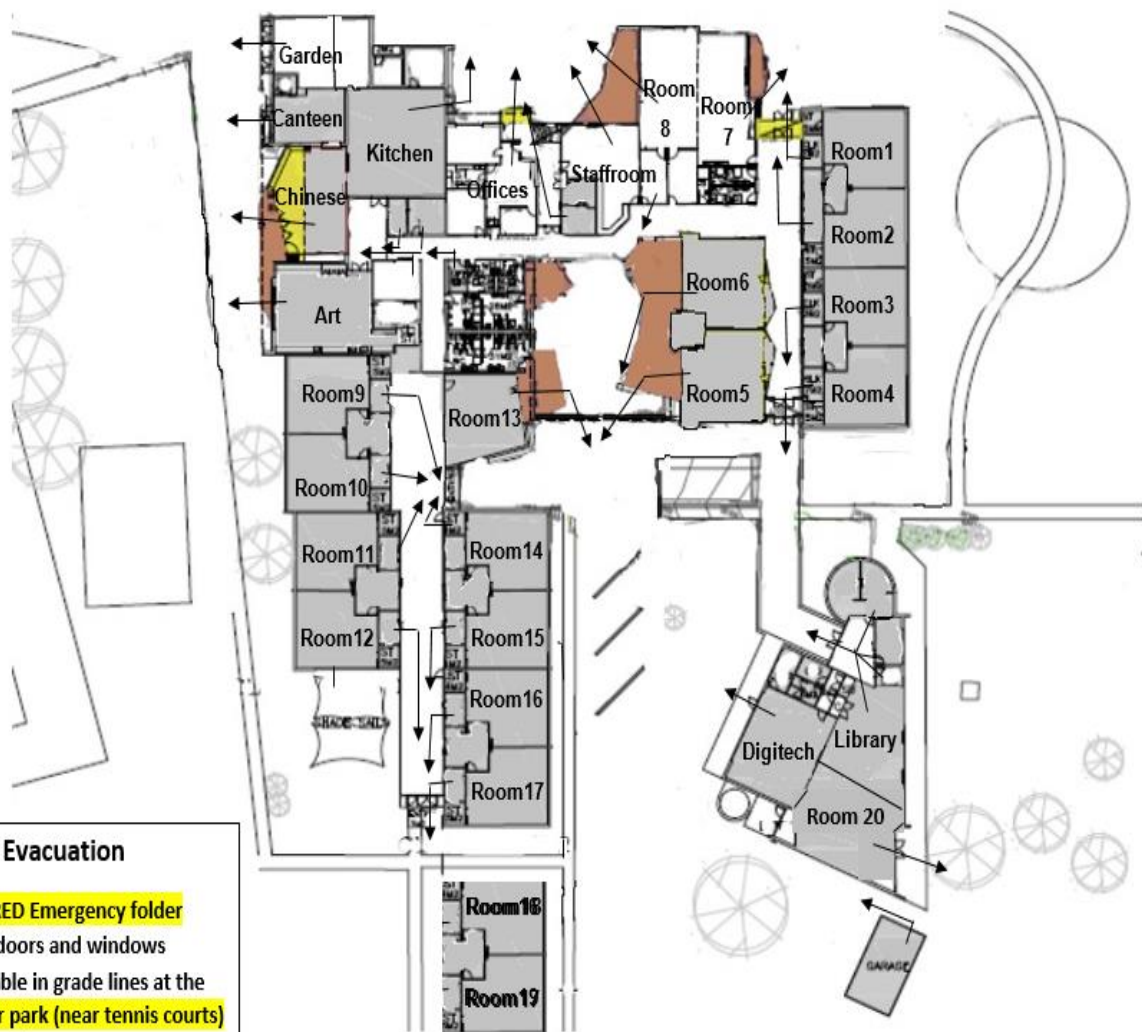 Garden
Canteen
Kitchen
Chinese
Offices
Staffroom
Room
8
Room
7
Room1
Room2
Room3
Room4
Room6
Room5
Art
Room9
Room10
Room11
Room12
Room13
Room14
Room15
Room16
Room17
SHADE SAILS
Digitech
Library
Room 20
GARAGE
Room18
Room19
Evacuation
RED Emergency folder
doors and windows
ble in grade lines at the
r park (near tennis courts)